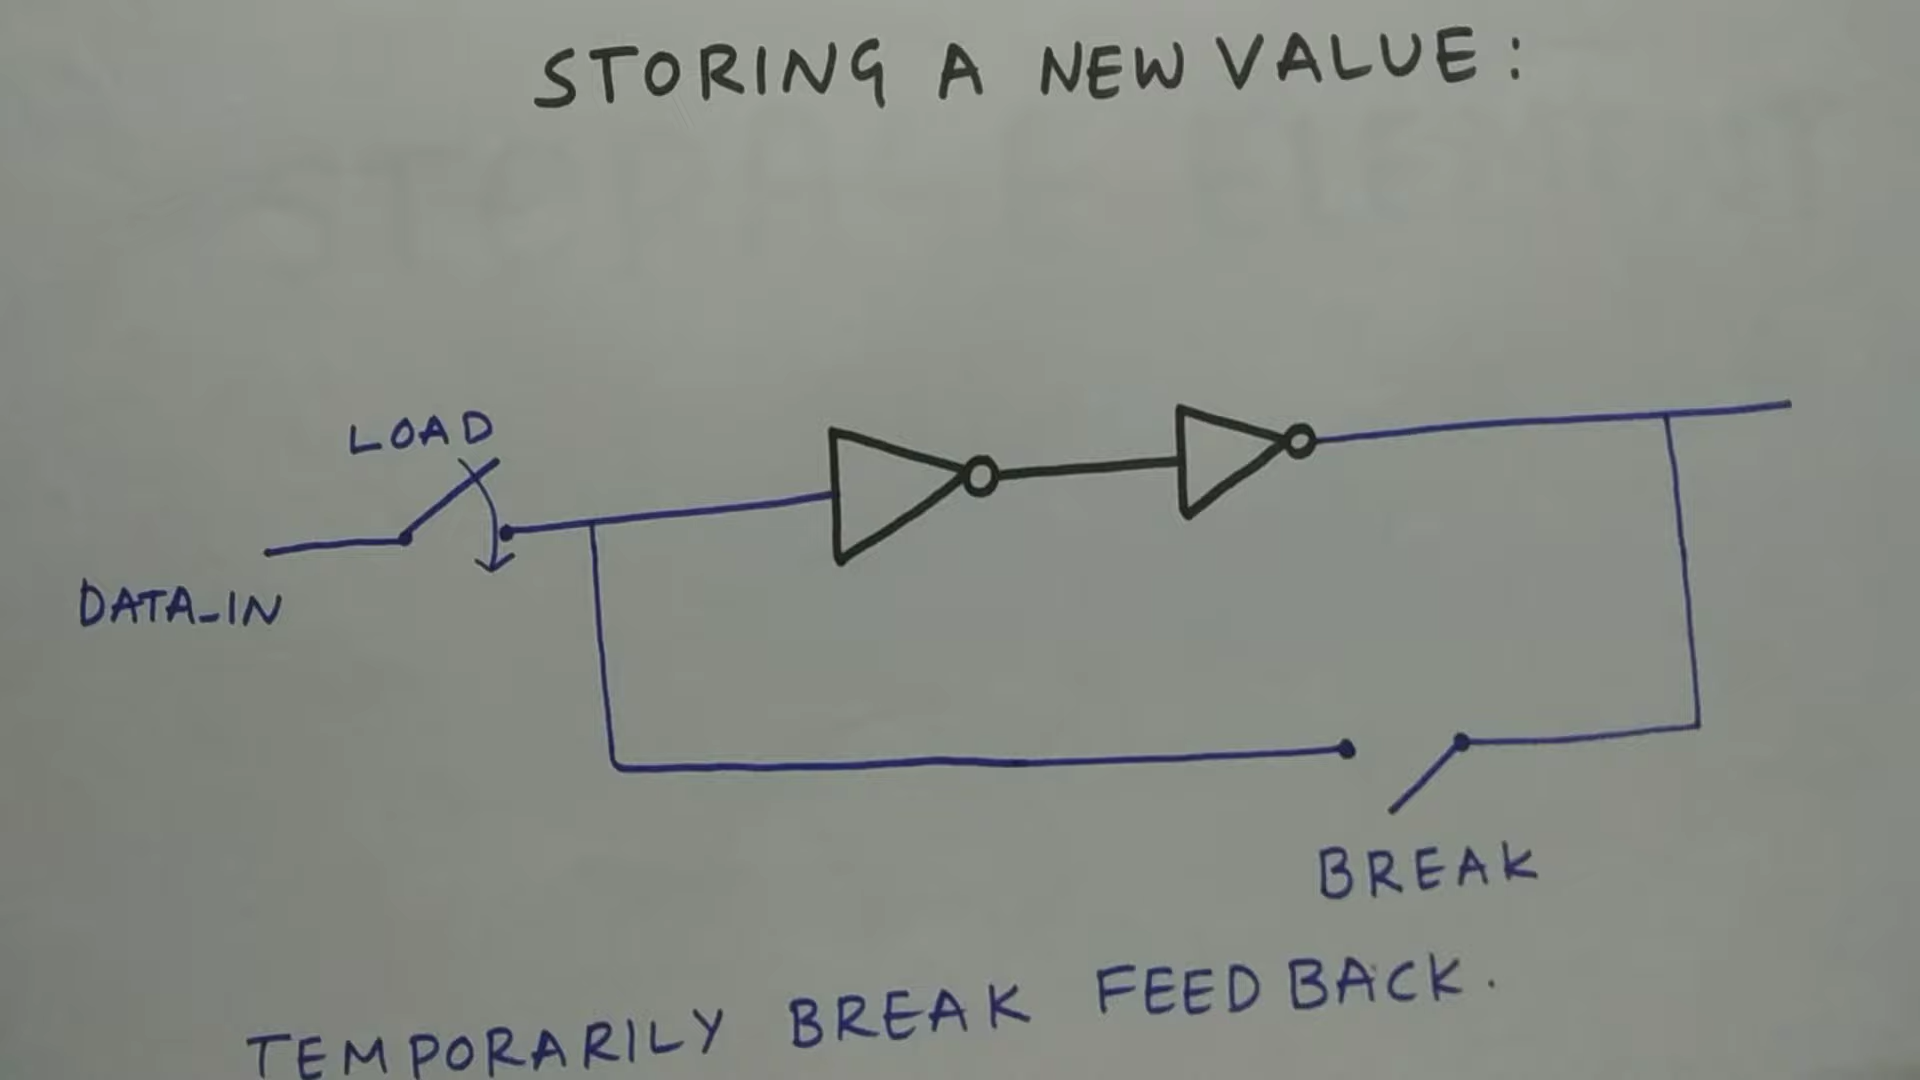 STORING A NEW VALUE:
LOAD
DATA_IN
BREAK
TEMPORARILY BREAK FEEDBACK.